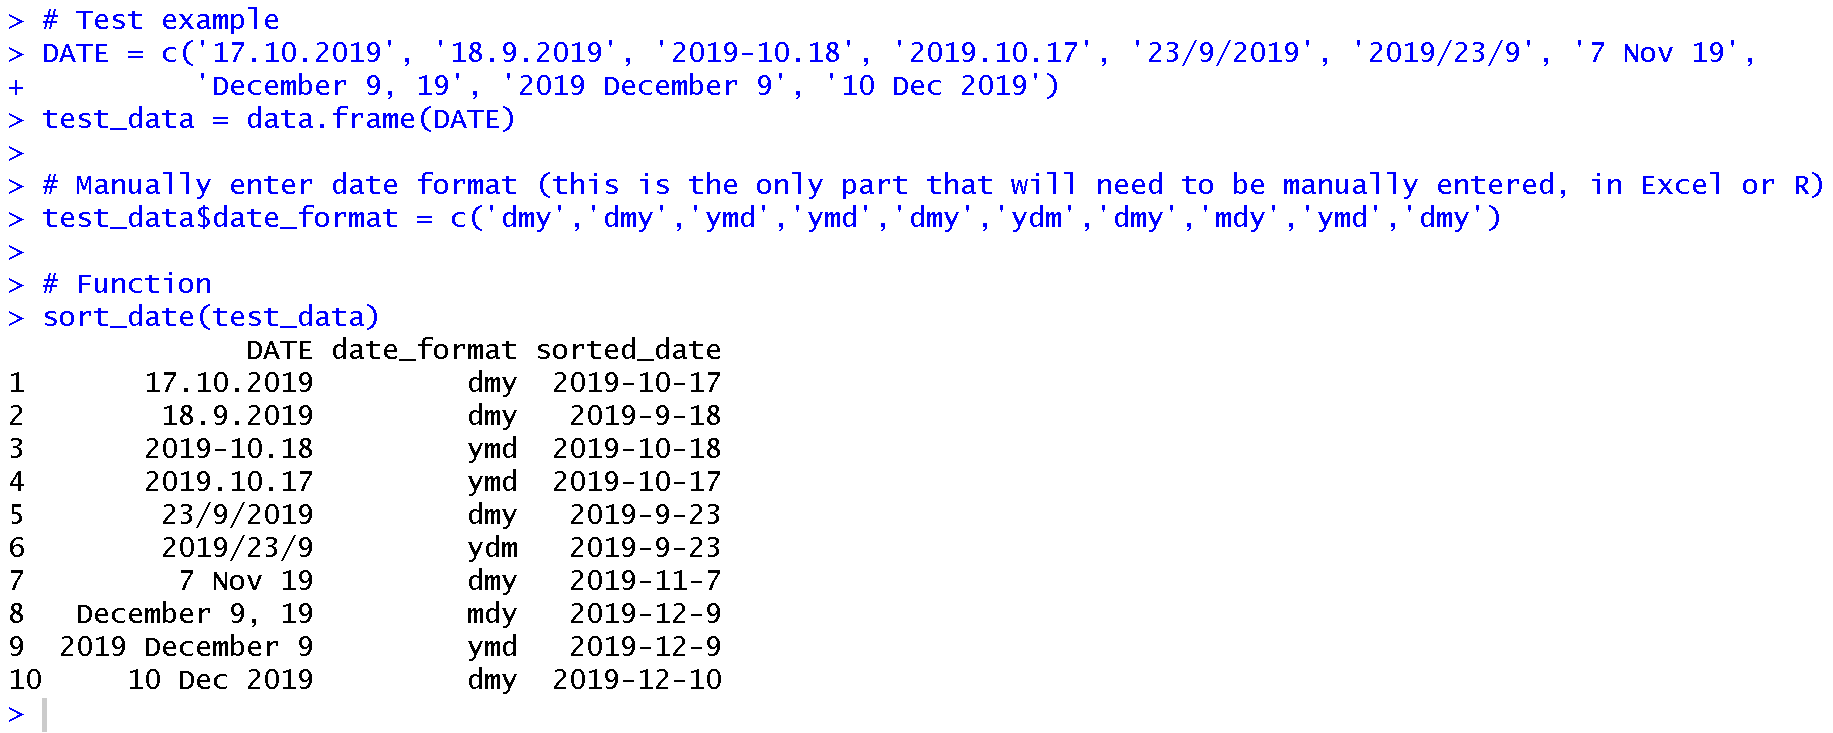 > # Test example
> DATE = c('17.10.2019', '18.9.2019', '2019-10.18', '2019.10.17', '23/9/2019', '2019/23/9', '7 Nov 19',
+          'December 9, 19', '2019 December 9', '10 Dec 2019')
> test_data = data.frame(DATE)
>
> # Manually enter date format (this is the only part that will need to be manually entered, in Excel or R)
> test_data$date_format = c('dmy','dmy','ymd','ymd','dmy','ydm','dmy','mdy','ymd','dmy')
>
> # Function
> sort_date(test_data)
              DATE date_format sorted_date
1       17.10.2019         dmy  2019-10-17
2        18.9.2019         dmy   2019-9-18
3       2019-10.18         ymd  2019-10-18
4       2019.10.17         ymd  2019-10-17
5        23/9/2019         dmy   2019-9-23
6        2019/23/9         ydm   2019-9-23
7         7 Nov 19         dmy   2019-11-7
8   December 9, 19         mdy   2019-12-9
9  2019 December 9         ymd   2019-12-9
10     10 Dec 2019         dmy  2019-12-10
>